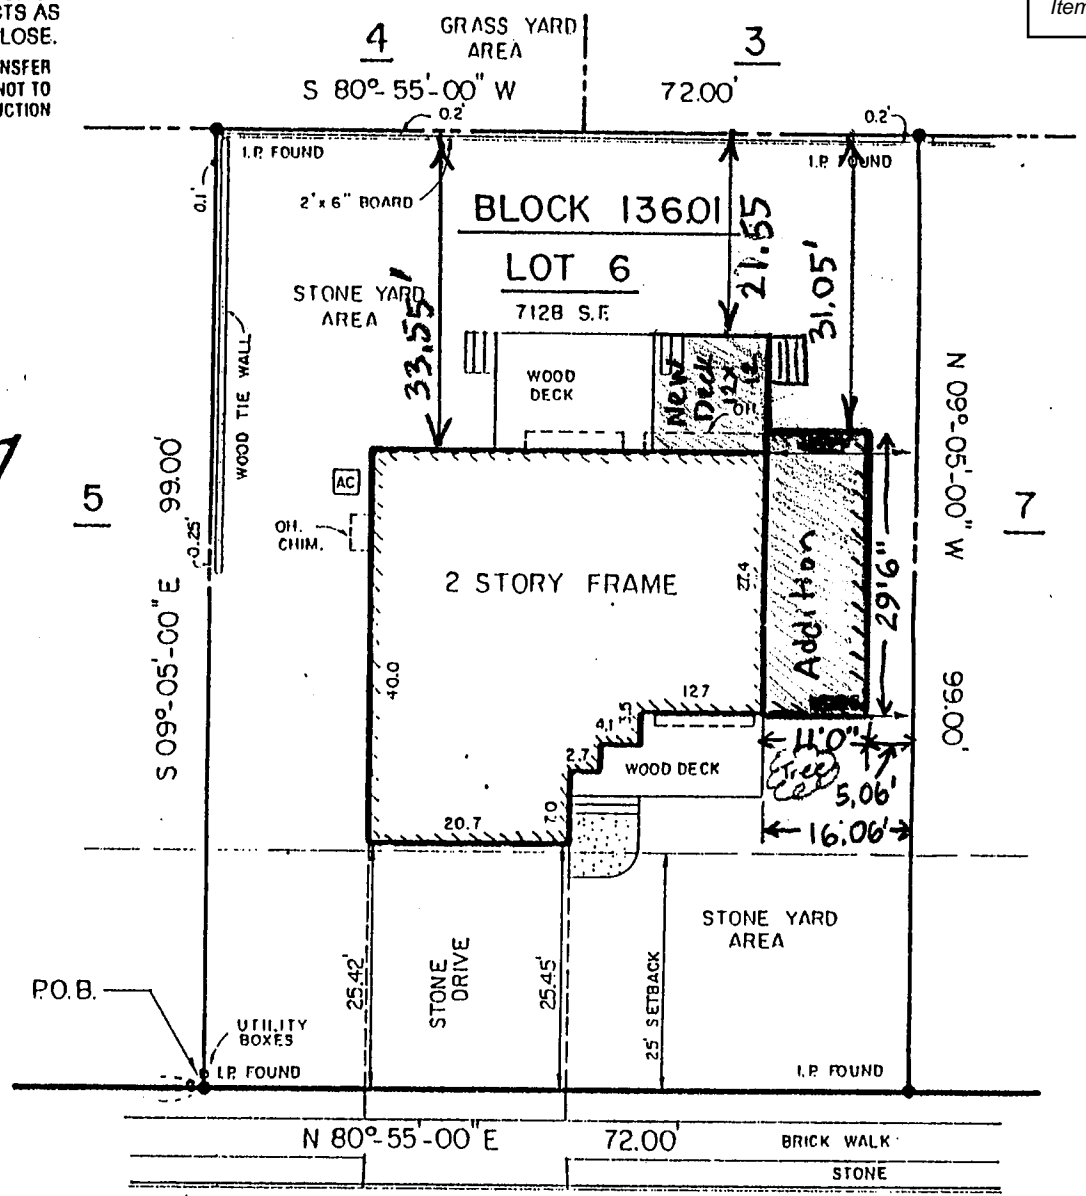 CTS AS
LOSE.
NSFER
NOT TO
UCTION
Item
4
GRASS YARD
AREA
3
S 80°-55'-00" W
72.00'
0.2'
0.2'
I.P. FOUND
I.P. FOUND
0.1'
2"x 6" BOARD
BLOCK 136.01
LOT 6
7128 S.F.
STONE YARD
AREA
33.55'
21.55
31.05'
WOOD TIE WALL
WOOD
DECK
New
Deck
12x
12
OH.
N 09°-05'-00" W
99.00'
S 09°-05'-00" E
99.00'
5
7
AC
0.25'
OH.
CHIM.
2 STORY FRAME
27.4
Addition
29'6"
40.0
12.7
3.5
4.1
2.7
WOOD DECK
11'0"
Tree
5.06'
16.06'
20.7
7.0
STONE YARD
AREA
25.42'
STONE
DRIVE
25.45'
25' SETBACK
P.O.B.
UTILITY
BOXES
I.P. FOUND
I.P. FOUND
N 80°-55'-00" E
72.00'
BRICK WALK
STONE